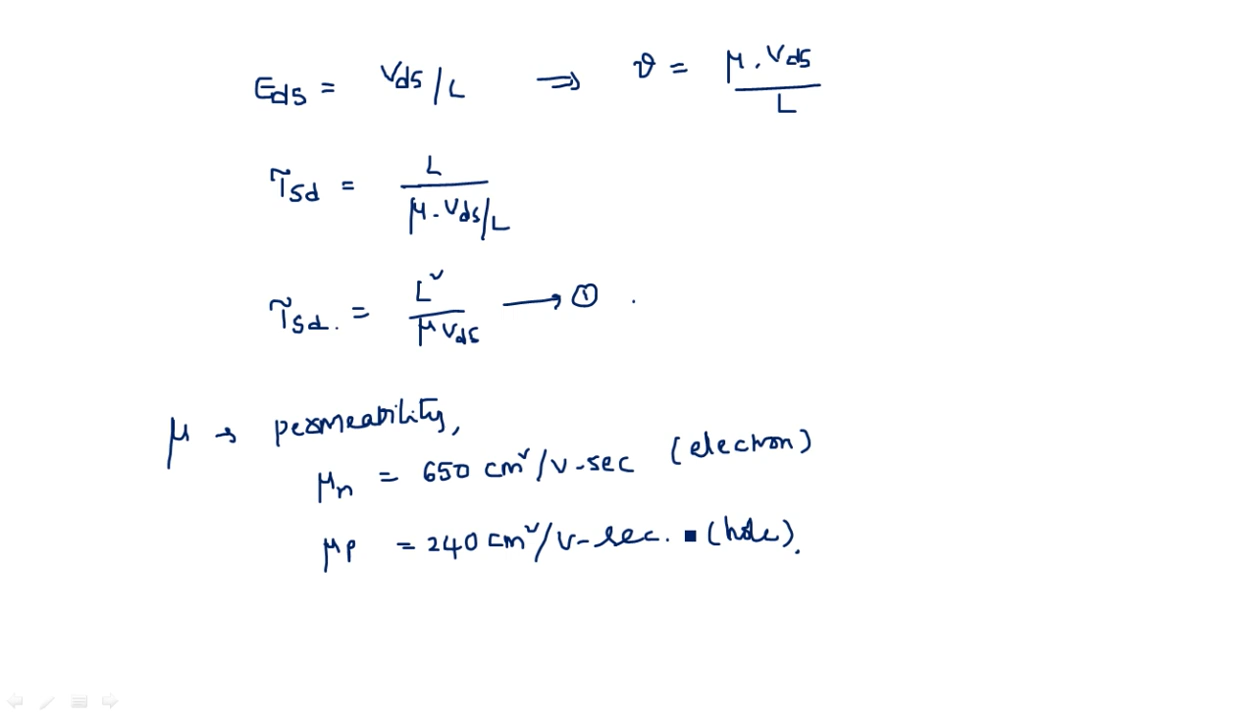 Eds = Vds/L ⇒ ϑ = μ.Vds / L
τsd = L / μ.Vds/L
τsd. = L² / μVds → ① .
μ → permeability,
μn = 650 cm²/v-sec (electron)
μp = 240 cm²/v-sec. (hole).